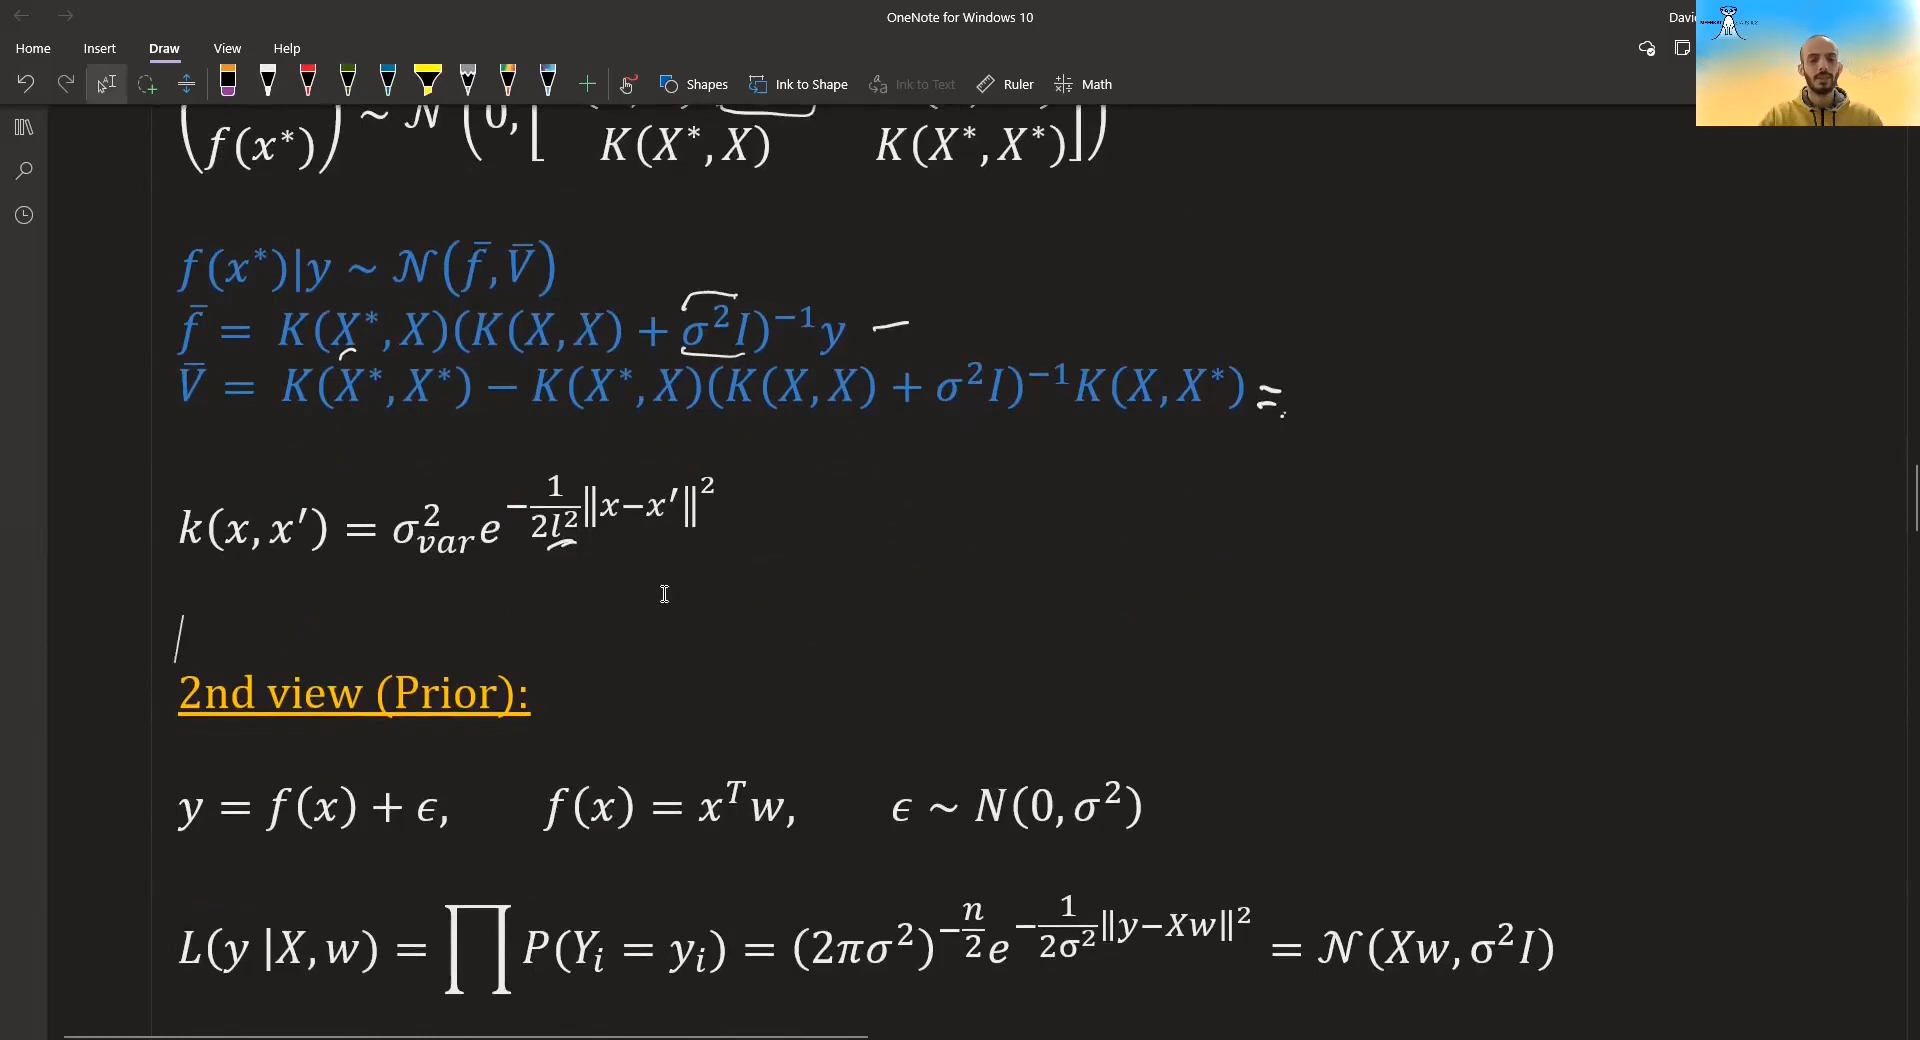 OneNote for Windows 10
Home Insert Draw View Help
Shapes Ink to Shape Ink to Text Ruler Math
(f(x*)) ~ 𝒩 (0, [K(X*, X) K(X*, X*)])
f(x*)|y ~ 𝒩(f̄, V̄)
f̄ = K(X*, X)(K(X, X) + σ²I)⁻¹y
V̄ = K(X*, X*) − K(X*, X)(K(X, X) + σ²I)⁻¹K(X, X*)
k(x, x′) = σ²_var e^{−1/(2l²) ‖x−x′‖²}
2nd view (Prior):
y = f(x) + ϵ, f(x) = xᵀw, ϵ ~ N(0, σ²)
L(y |X, w) = ∏ P(Y_i = y_i) = (2πσ²)^{−n/2} e^{−1/(2σ²) ‖y−Xw‖²} = 𝒩(Xw, σ²I)